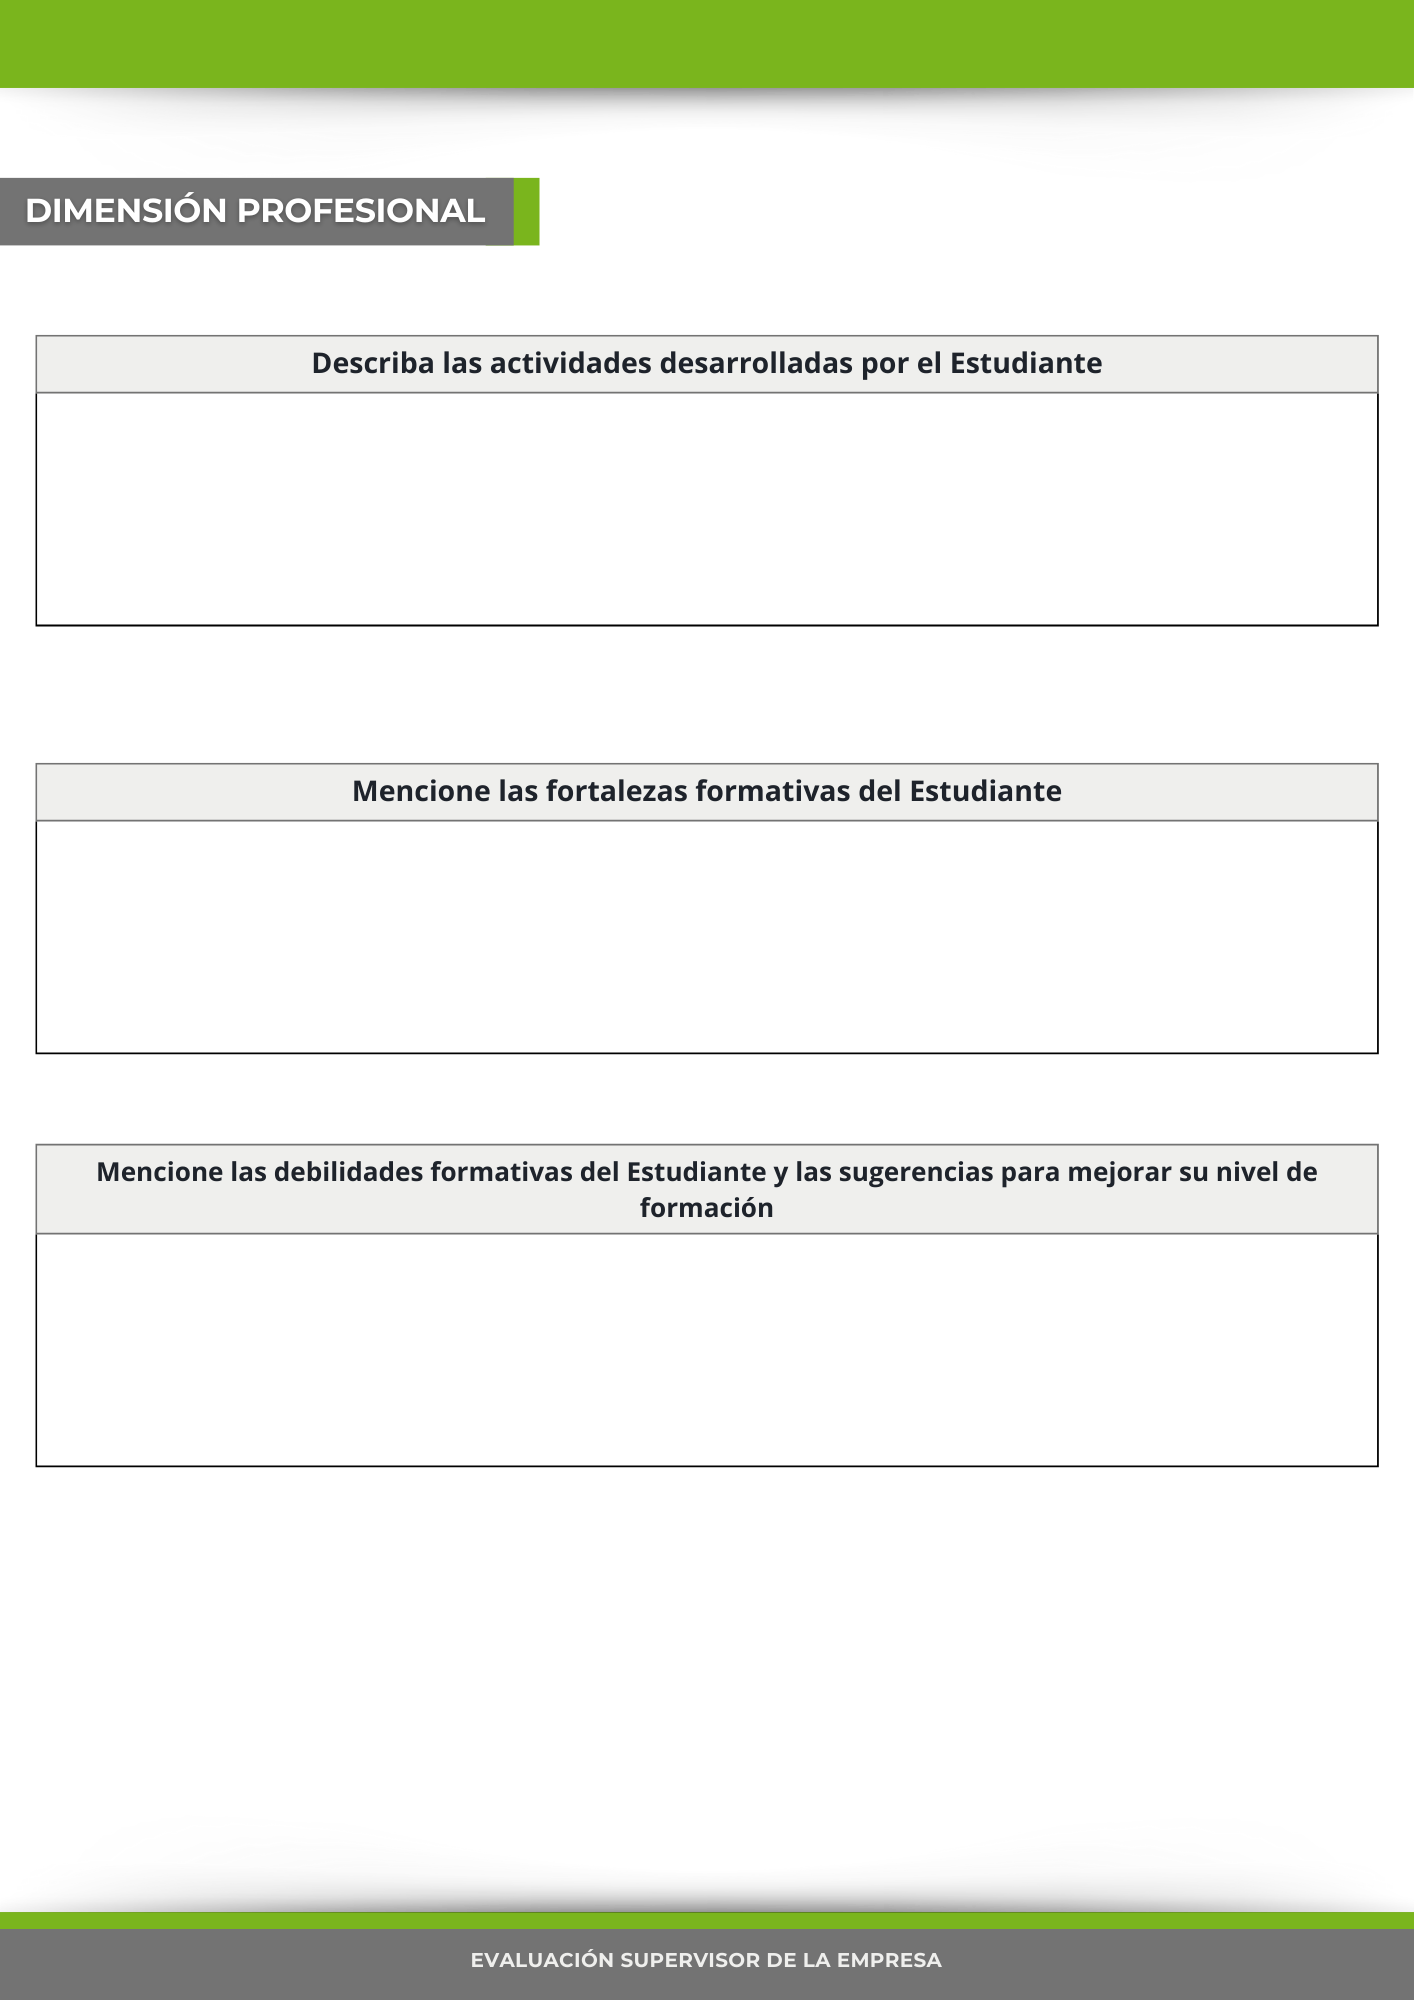 DIMENSIÓN PROFESIONAL
Describa las actividades desarrolladas por el Estudiante
Mencione las fortalezas formativas del Estudiante
Mencione las debilidades formativas del Estudiante y las sugerencias para mejorar su nivel de
formación
EVALUACIÓN SUPERVISOR DE LA EMPRESA